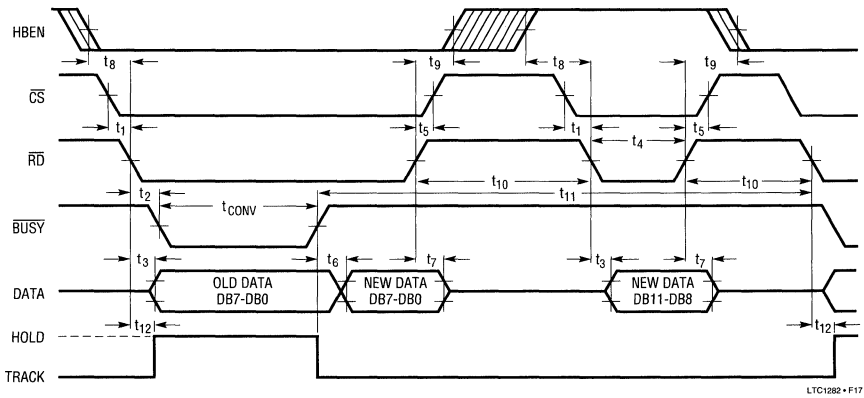 HBEN
t8 t9 t8 t9
CS
t1 t5 t1 t4 t5
RD
t2 tCONV t10 t11 t10
BUSY
t3 t6 t7 t3 t7
DATA
OLD DATA
DB7-DB0
NEW DATA
DB7-DB0
NEW DATA
DB11-DB8
t12 t12
HOLD
TRACK
LTC1282 • F17